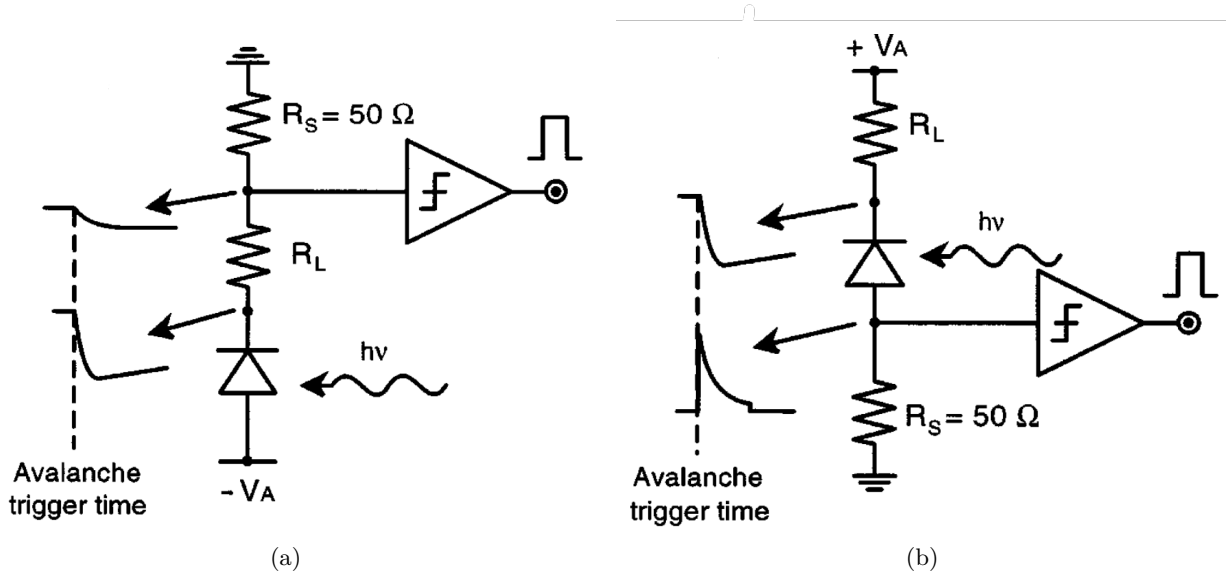 R_S = 50 Ω
R_L
hν
Avalanche
trigger time
- V_A
(a)
+ V_A
R_L
hν
R_S = 50 Ω
Avalanche
trigger time
(b)